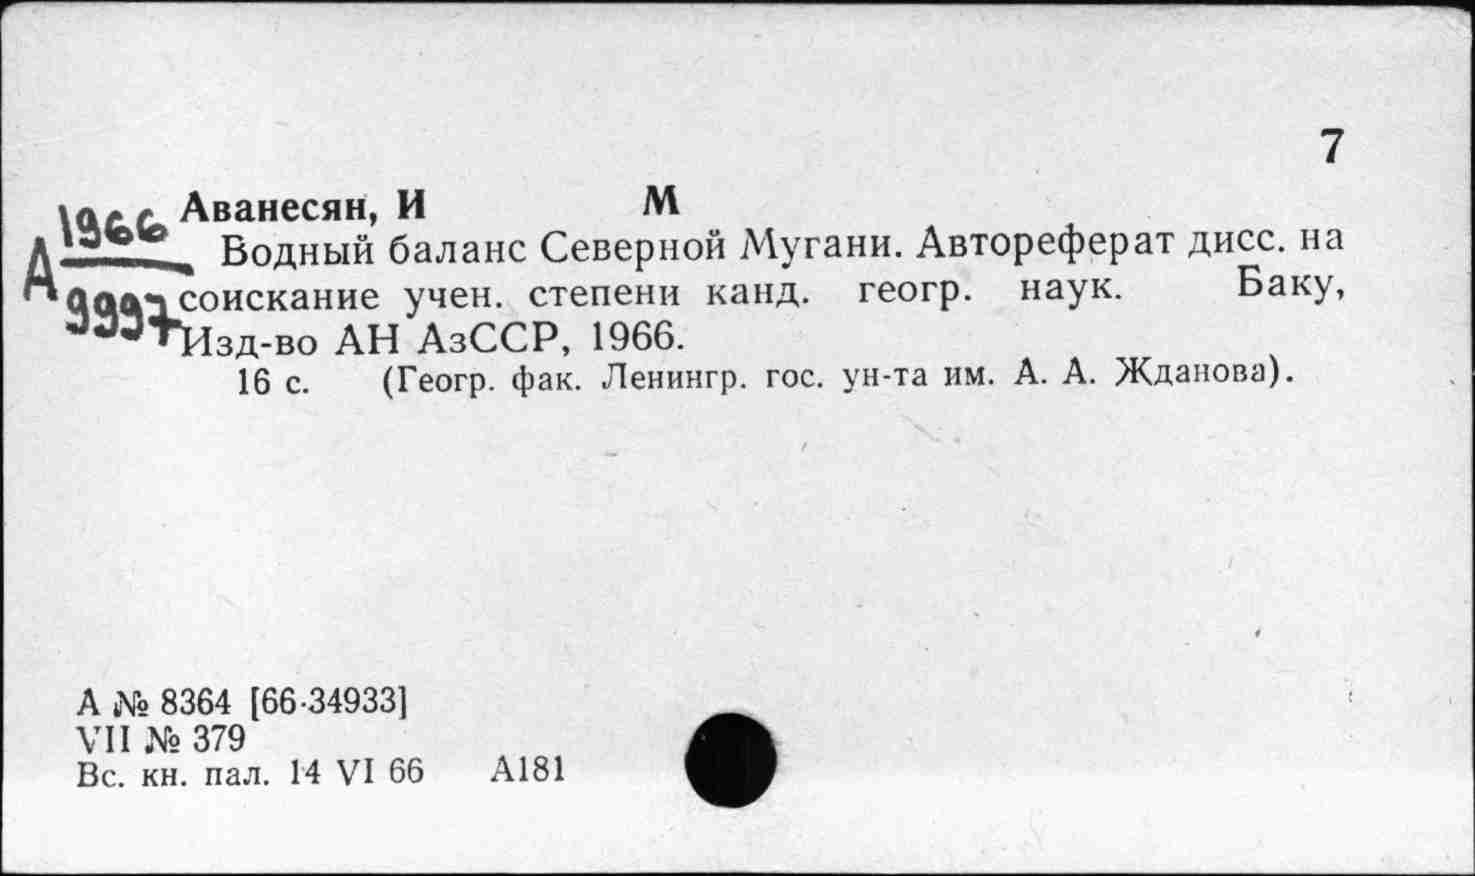 7
Аванесян, И М
Водный баланс Северной Мугани. Автореферат дисс. на
соискание учен. степени канд. геогр. наук. Баку,
Изд-во АН АзССР, 1966.
16 с. (Геогр. фак. Ленингр. гос. ун-та им. А. А. Жданова).
А 1966
9997
А № 8364 [66-34933]
VII № 379
Вс. кн. пал. 14 VI 66 А181